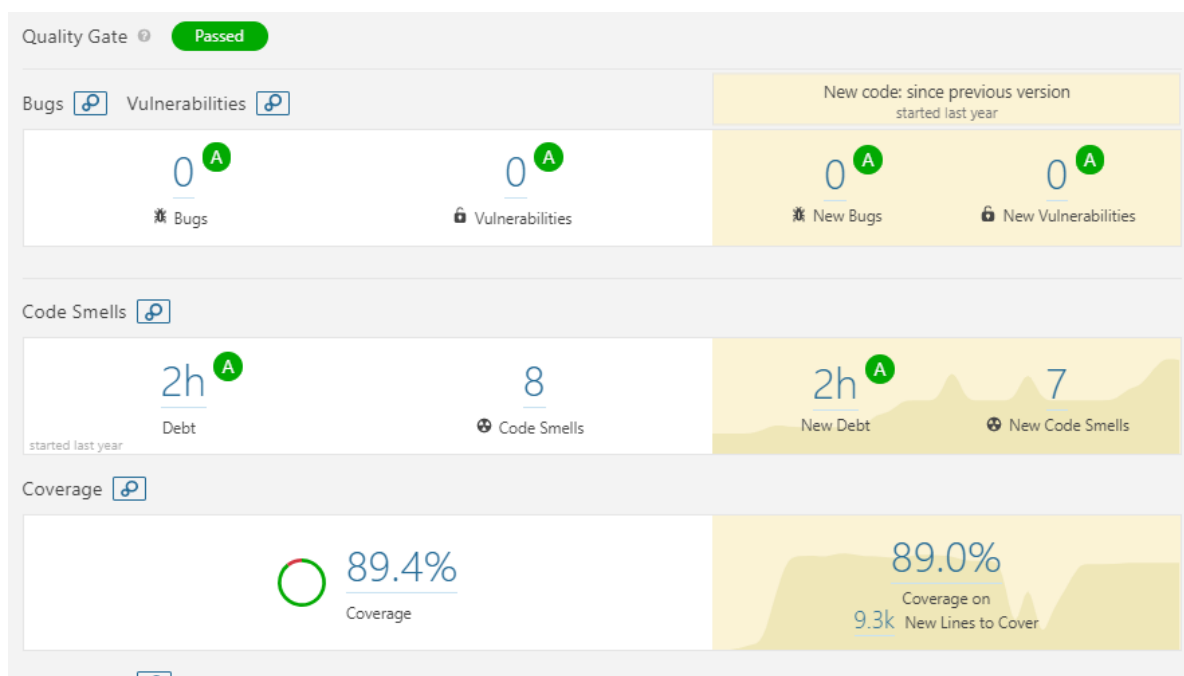 Quality Gate ? Passed
Bugs Vulnerabilities
New code: since previous version
started last year
0 A
0 A
0 A
0 A
Bugs
Vulnerabilities
New Bugs
New Vulnerabilities
Code Smells
2h A
8
2h A
7
Debt
Code Smells
New Debt
New Code Smells
started last year
Coverage
89.4%
Coverage
89.0%
Coverage on
9.3k New Lines to Cover